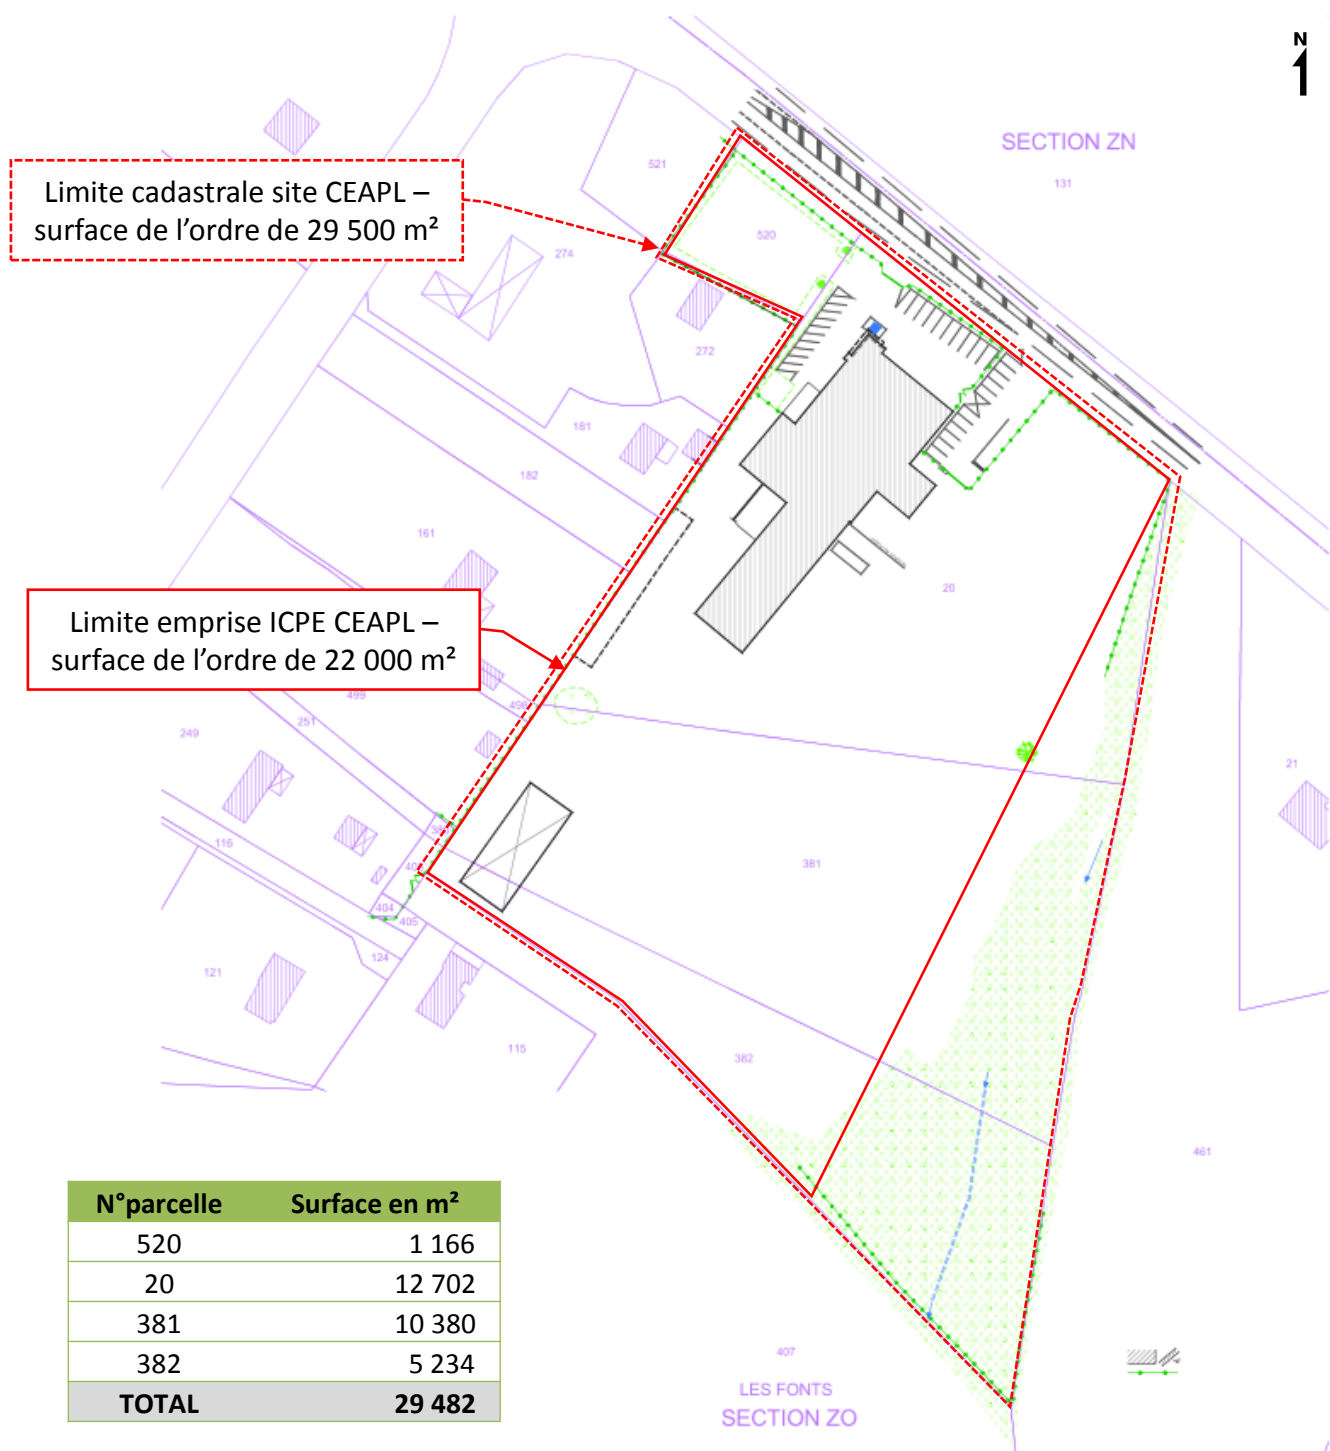 N
SECTION ZN
131
521
Limite cadastrale site CEAPL –
surface de l’ordre de 29 500 m²
520
274
272
181
182
161
20
Limite emprise ICPE CEAPL –
surface de l’ordre de 22 000 m²
499
498
251
249
21
116
381
404
405
124
121
115
382
461
N°parcelle Surface en m²
520 1 166
20 12 702
381 10 380
382 5 234
TOTAL 29 482
407
LES FONTS
SECTION ZO